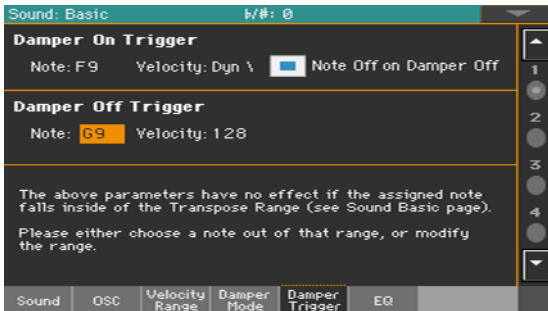 Sound: Basic ♭/#: 0
Damper On Trigger
Note: F9 Velocity: Dyn \ Note Off on Damper Off
1
Damper Off Trigger
2
Note: G9 Velocity: 128
3
The above parameters have no effect if the assigned note
falls inside of the Transpose Range (see Sound Basic page).
4
Please either choose a note out of that range, or modify
the range.
Sound OSC Velocity Range Damper Mode Damper Trigger EQ